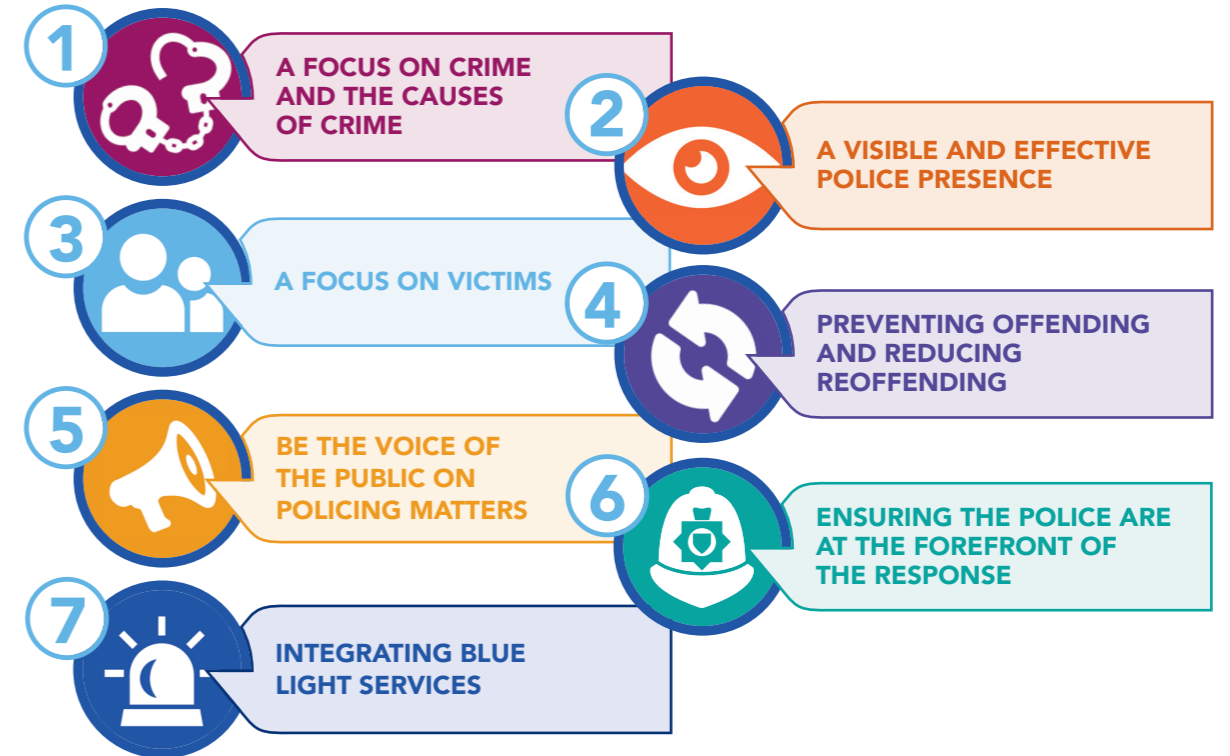 1
A FOCUS ON CRIME
AND THE CAUSES
OF CRIME
2
A VISIBLE AND EFFECTIVE
POLICE PRESENCE
3
A FOCUS ON VICTIMS
4
PREVENTING OFFENDING
AND REDUCING
REOFFENDING
5
BE THE VOICE OF
THE PUBLIC ON
POLICING MATTERS
6
ENSURING THE POLICE ARE
AT THE FOREFRONT OF
THE RESPONSE
7
INTEGRATING BLUE
LIGHT SERVICES